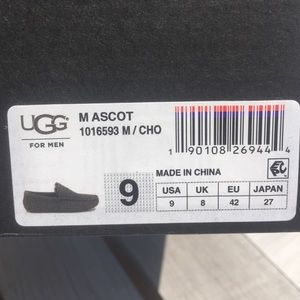 UGG
FOR MEN
M ASCOT
1016593 M / CHO
1 90108 26944 4
9
MADE IN CHINA
USA UK EU JAPAN
9 8 42 27